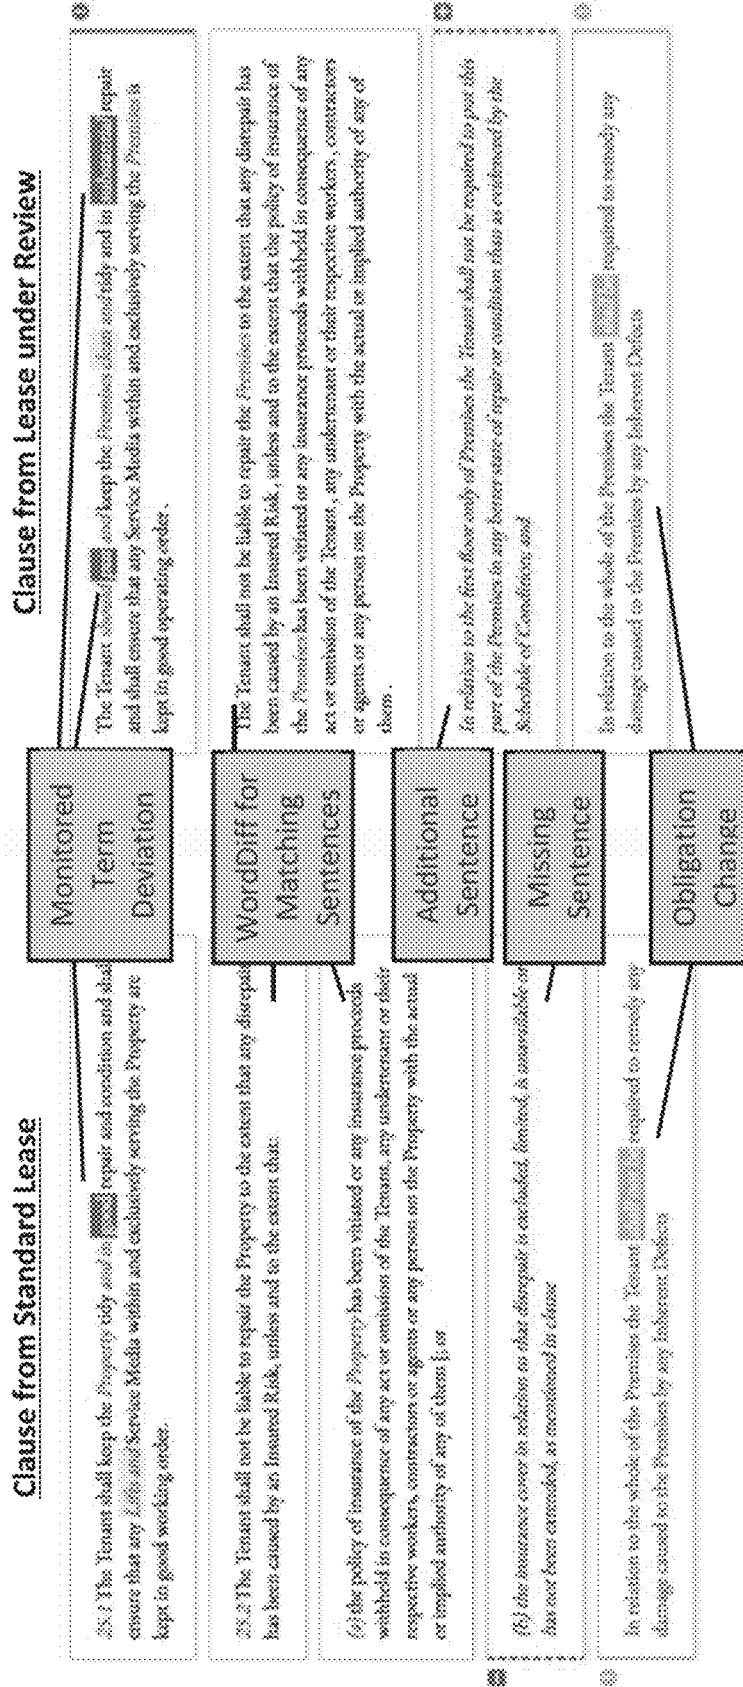 Clause from Standard Lease
25.1 The Tenant shall keep the Property tidy and in repair and condition and shall
ensure that any Lifts and Service Media within and exclusively serving the Property are
kept in good working order.
25.2 The Tenant shall not be liable to repair the Property to the extent that any disrepair
has been caused by an Insured Risk, unless and to the extent that:
(a) the policy of insurance of the Property has been vitiated or any insurance proceeds
withheld in consequence of any act or omission of the Tenant, any undertenant or their
respective workers, contractors or agents or any person on the Property with the actual
or implied authority of any of them [; or
(b) the insurance cover in relation to that disrepair is excluded, limited, is unavailable or
has not been extended, as mentioned in clause
In relation to the whole of the Premises the Tenant required to remedy any
damage caused to the Premises by any Inherent Defects
Monitored
Term
Deviation
WordDiff for
Matching
Sentences
Additional
Sentence
Missing
Sentence
Obligation
Change
Clause from Lease under Review
The Tenant and keep the Premises clean and tidy and in repair
and shall ensure that any Service Media within and exclusively serving the Premises is
kept in good operating order.
The Tenant shall not be liable to repair the Premises to the extent that any disrepair has
been caused by an Insured Risk, unless and to the extent that the policy of insurance of
the Premises has been vitiated or any insurance proceeds withheld in consequence of any
act or omission of the Tenant, any undertenant or their respective workers, contractors
or agents or any person on the Property with the actual or implied authority of any of
them.
In relation to the first floor only of Premises the Tenant shall not be required to put this
part of the Premises in any better state of repair or condition than as evidenced by the
Schedule of Condition; and
In relation to the whole of the Premises the Tenant required to remedy any
damage caused to the Premises by any Inherent Defects